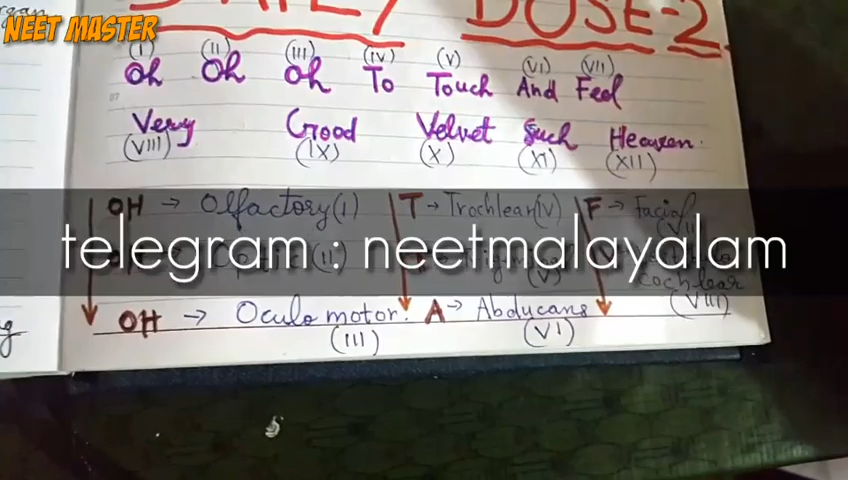 NEET MASTER
DOSE-2
(I) (II) (III) (IV) (V) (VI) (VII)
Oh Oh Oh To Touch And Feel
Very Good Velvet Such Heaven.
(VIII) (IX) (X) (XI) (XII)
OH → Olfactory (I) T → Trochlear (IV) F → Facial
(VII)
telegram : neetmalayalam
(II) (V) Cochlear
OH → Oculomotor. A → Abducans (VIII)
(III) (VI)